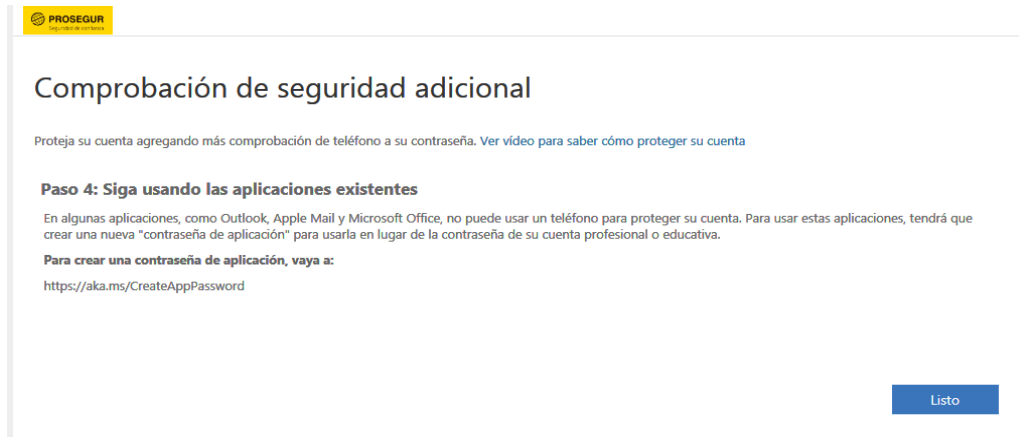 PROSEGUR
Seguridad de confianza
Comprobación de seguridad adicional
Proteja su cuenta agregando más comprobación de teléfono a su contraseña. Ver vídeo para saber cómo proteger su cuenta
Paso 4: Siga usando las aplicaciones existentes
En algunas aplicaciones, como Outlook, Apple Mail y Microsoft Office, no puede usar un teléfono para proteger su cuenta. Para usar estas aplicaciones, tendrá que
crear una nueva "contraseña de aplicación" para usarla en lugar de la contraseña de su cuenta profesional o educativa.
Para crear una contraseña de aplicación, vaya a:
https://aka.ms/CreateAppPassword
Listo